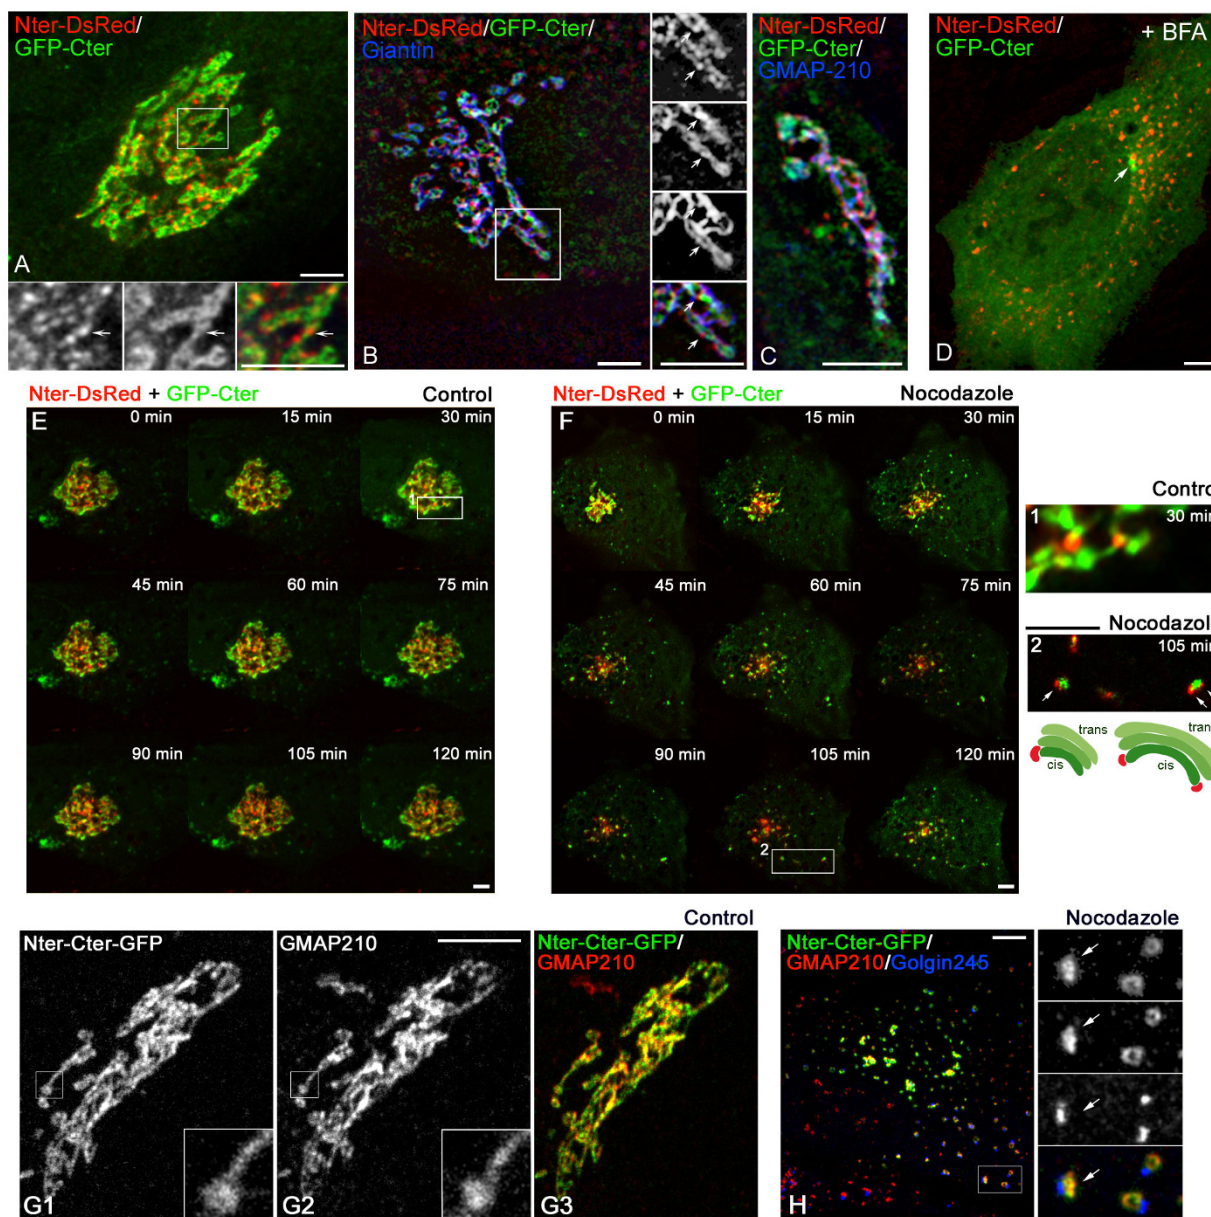 Nter-DsRed/
GFP-Cter
A
Nter-DsRed/GFP-Cter/
Giantin
B
Nter-DsRed/
GFP-Cter/
GMAP-210
C
Nter-DsRed/ + BFA
GFP-Cter
D
Nter-DsRed + GFP-Cter Control
E
0 min 15 min 30 min
1
45 min 60 min 75 min
90 min 105 min 120 min
Nter-DsRed + GFP-Cter Nocodazole
F
0 min 15 min 30 min
45 min 60 min 75 min
90 min 105 min 120 min
2
Contro
1 30 min
Nocodazol
2 105 min
trans tran
cis cis
Control
Nter-Cter-GFP
G1
GMAP210
G2
Nter-Cter-GFP/
GMAP210
G3
Nocodazole
Nter-Cter-GFP/
GMAP210/Golgin245
H